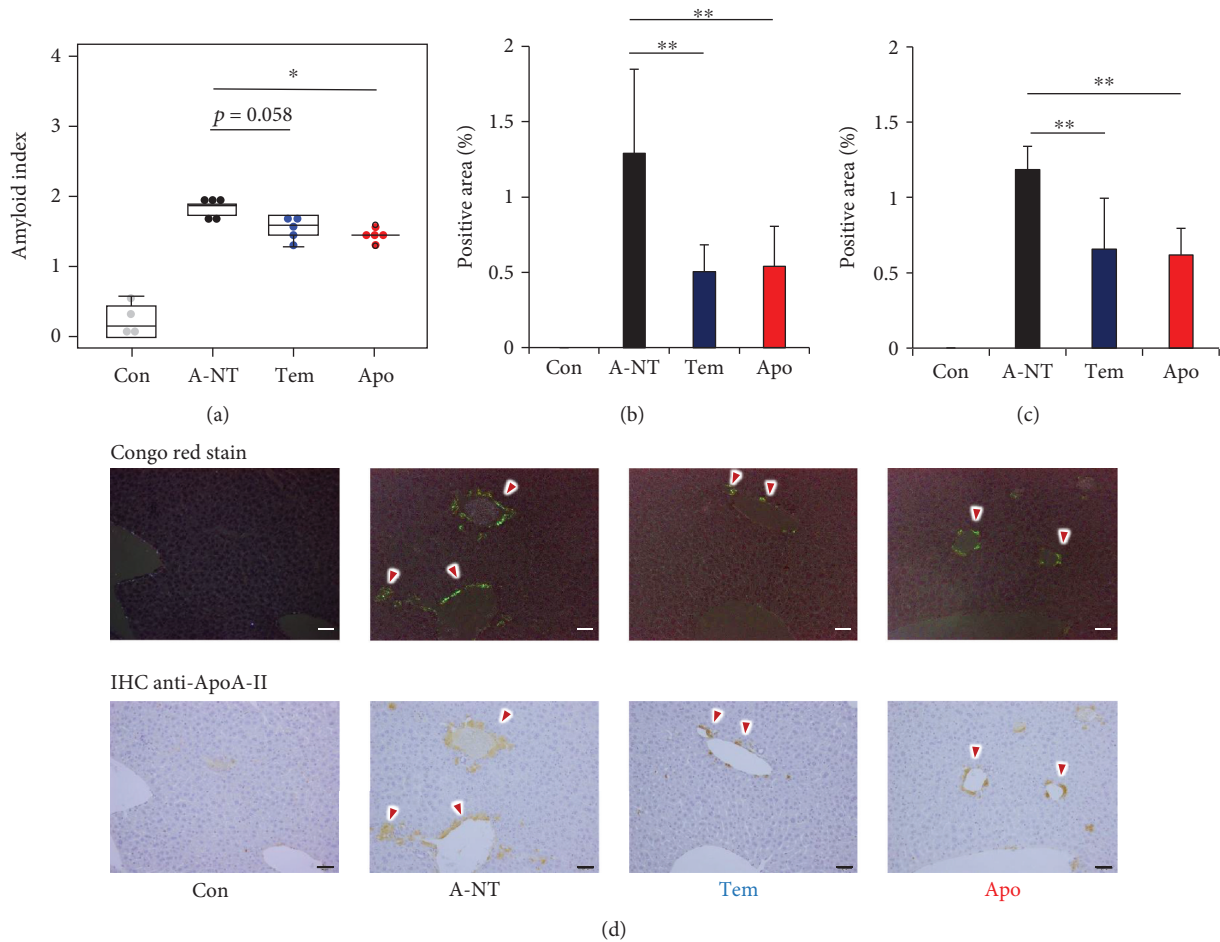 4
3
2
1
0
Amyloid index
*
p = 0.058
Con
A-NT
Tem
Apo
(a)
2
1.5
1
0.5
0
Positive area (%)
**
**
Con
A-NT
Tem
Apo
(b)
2
1.5
1
0.5
0
Positive area (%)
**
**
Con
A-NT
Tem
Apo
(c)
Congo red stain
IHC anti-ApoA-II
Con
A-NT
Tem
Apo
(d)